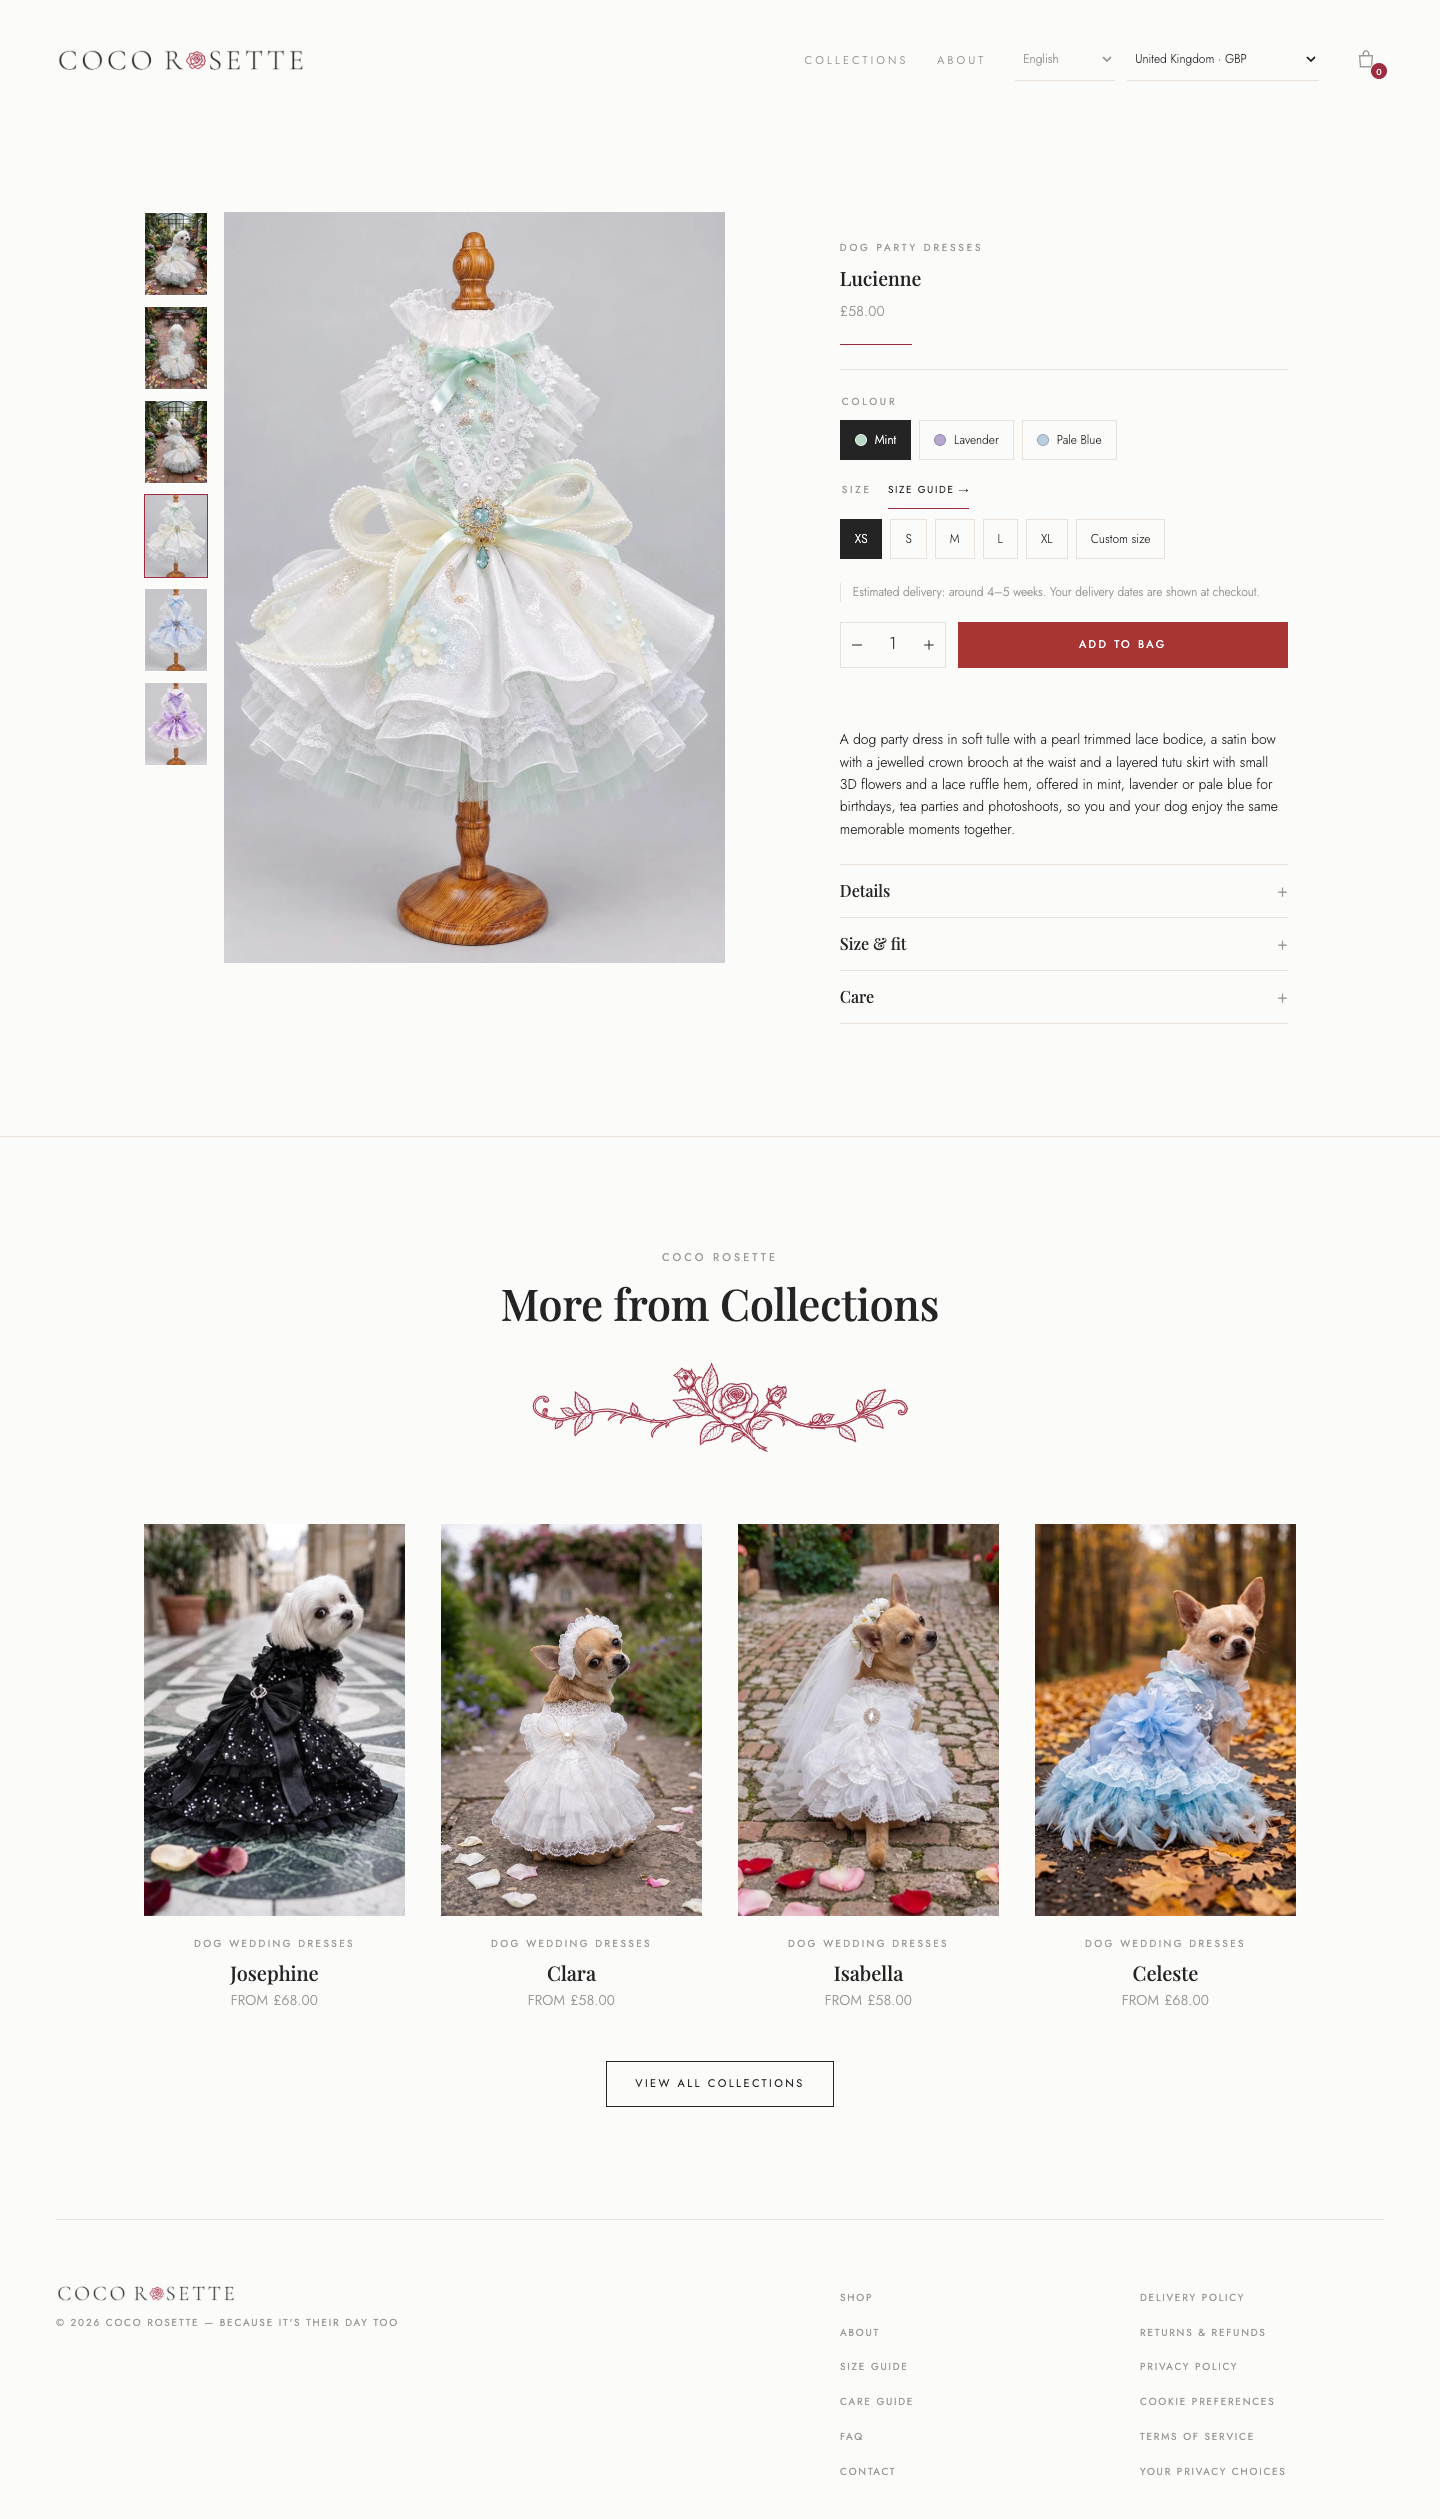 COCO ROSETTE
COLLECTIONS
ABOUT
English
United Kingdom · GBP
0
DOG PARTY DRESSES
Lucienne
£58.00
COLOUR
Mint
Lavender
Pale Blue
SIZE
SIZE GUIDE →
XS
S
M
L
XL
Custom size
Estimated delivery: around 4–5 weeks. Your delivery dates are shown at checkout.
− 1 +
ADD TO BAG
A dog party dress in soft tulle with a pearl trimmed lace bodice, a satin bow
with a jewelled crown brooch at the waist and a layered tutu skirt with small
3D flowers and a lace ruffle hem, offered in mint, lavender or pale blue for
birthdays, tea parties and photoshoots, so you and your dog enjoy the same
memorable moments together.
Details +
Size & fit +
Care +
COCO ROSETTE
More from Collections
DOG WEDDING DRESSES
Josephine
FROM £68.00
DOG WEDDING DRESSES
Clara
FROM £58.00
DOG WEDDING DRESSES
Isabella
FROM £58.00
DOG WEDDING DRESSES
Celeste
FROM £68.00
VIEW ALL COLLECTIONS
COCO ROSETTE
© 2026 COCO ROSETTE — BECAUSE IT'S THEIR DAY TOO
SHOP
ABOUT
SIZE GUIDE
CARE GUIDE
FAQ
CONTACT
DELIVERY POLICY
RETURNS & REFUNDS
PRIVACY POLICY
COOKIE PREFERENCES
TERMS OF SERVICE
YOUR PRIVACY CHOICES